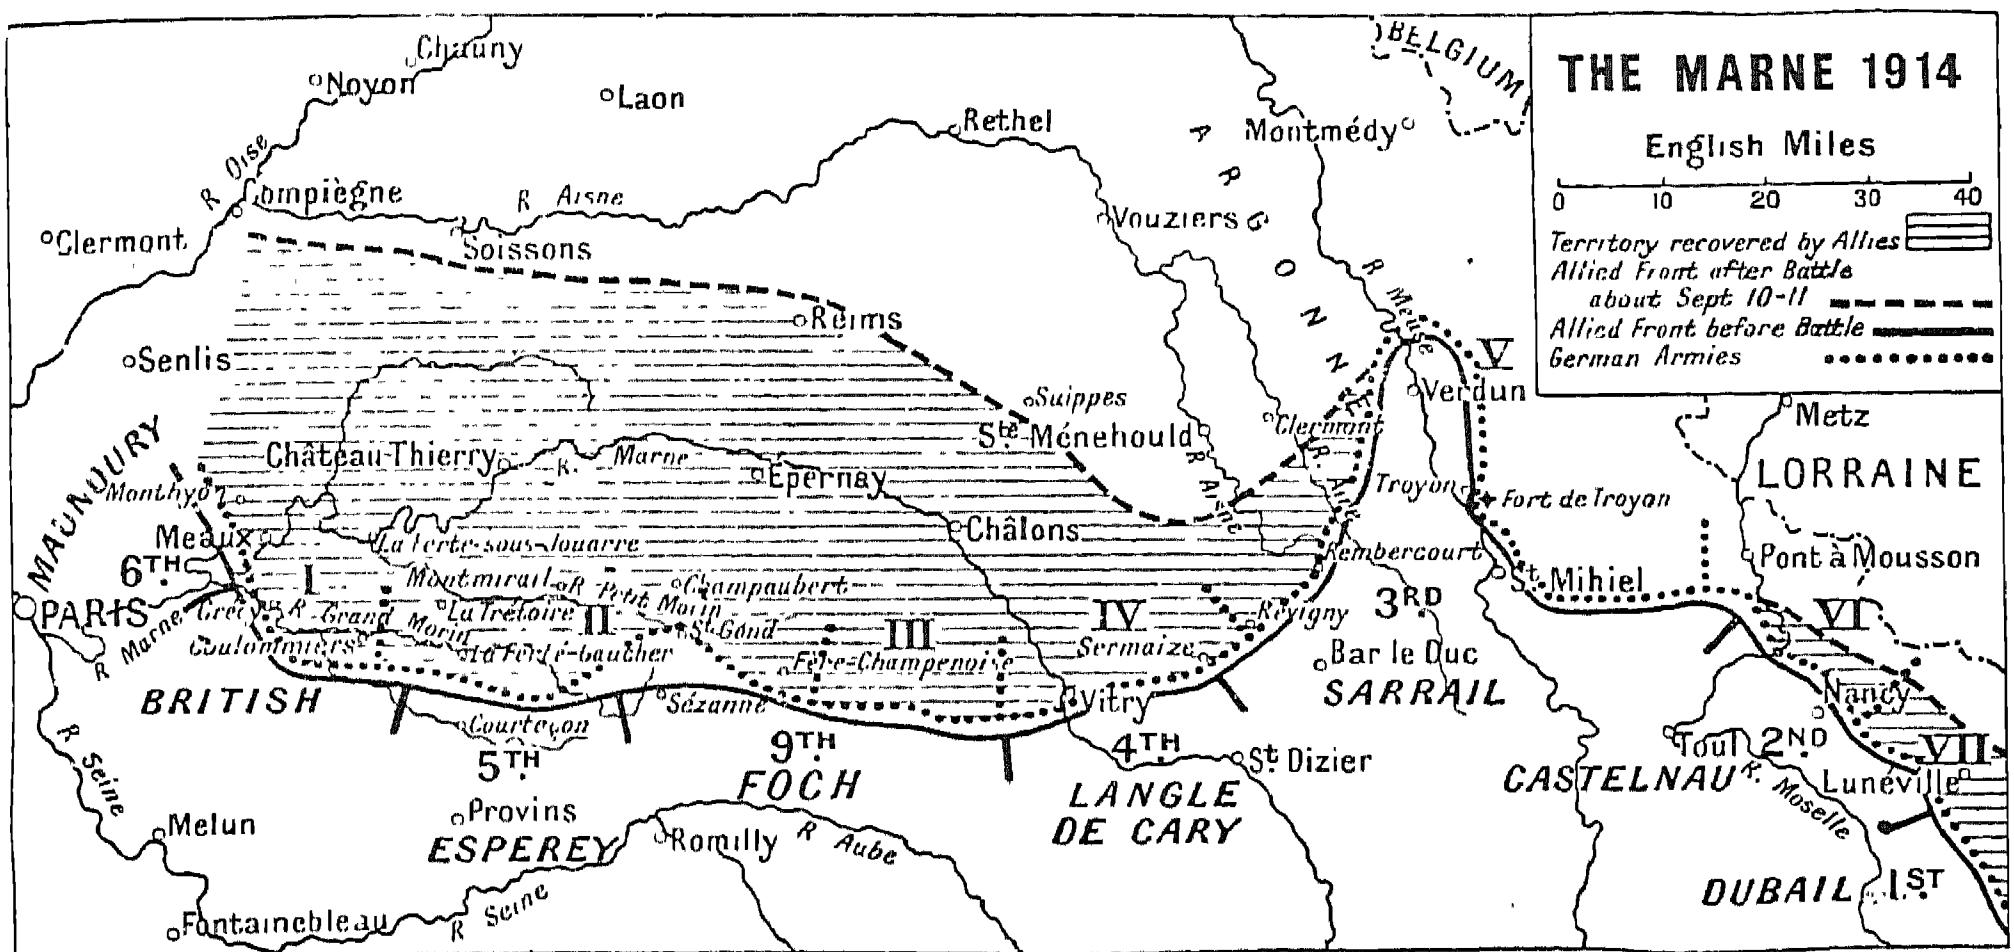 THE MARNE 1914
English Miles
0 10 20 30 40
Territory recovered by Allies
Allied Front after Battle
about Sept 10-11
Allied Front before Battle
German Armies
BELGIUM
Chauny
Noyon
Laon
Rethel
Montmédy
ARGONNE
R Oise
Compiègne
R Aisne
Clermont
Soissons
Vouziers
R Meuse
Reims
Senlis
V
Verdun
Suippes
Metz
Ste Ménehould
Clermont
LORRAINE
MAUNOURY
Château-Thierry
R. Marne
Épernay
R Aisne
R. Aire
Monthyon
Troyon
Fort de Troyon
Meaux
Châlons
La Ferte-sous-Jouarre
Rembercourt
Pont à Mousson
6TH
I
Montmirail
R Petit Morin
Champaubert
St Mihiel
PARIS
R Marne
Crécy
R Grand Morin
La Trétoire
II
St Gond
III
IV
Revigny
3RD
VI
Coulommiers
La Ferté-Gaucher
Fère-Champenoise
Sermaize
Bar le Duc
SARRAIL
BRITISH
Sézanne
Vitry
Nancy
Courteçon
5TH
9TH
FOCH
4TH
St Dizier
Toul
2ND
VII
R Seine
LANGLE
DE CARY
CASTELNAU
R. Moselle
Lunéville
Melun
Provins
ESPEREY
Romilly
R Aube
DUBAIL
1ST
Fontainebleau
R Seine